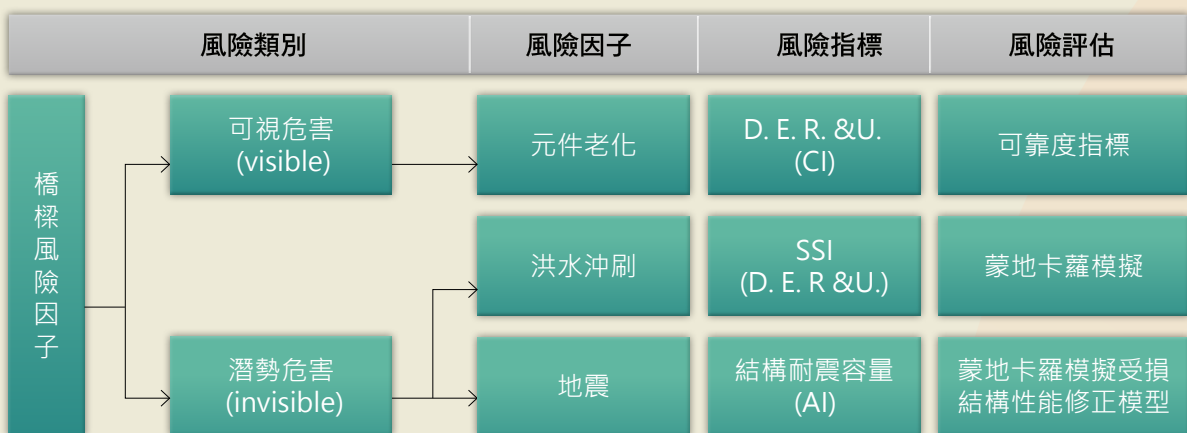 風險類別
風險因子
風險指標
風險評估
橋樑風險因子
可視危害
(visible)
元件老化
D. E. R. &U.
(CI)
可靠度指標
洪水沖刷
SSI
(D. E. R &U.)
蒙地卡蘿模擬
潛勢危害
(invisible)
地震
結構耐震容量
(AI)
蒙地卡羅模擬受損
結構性能修正模型